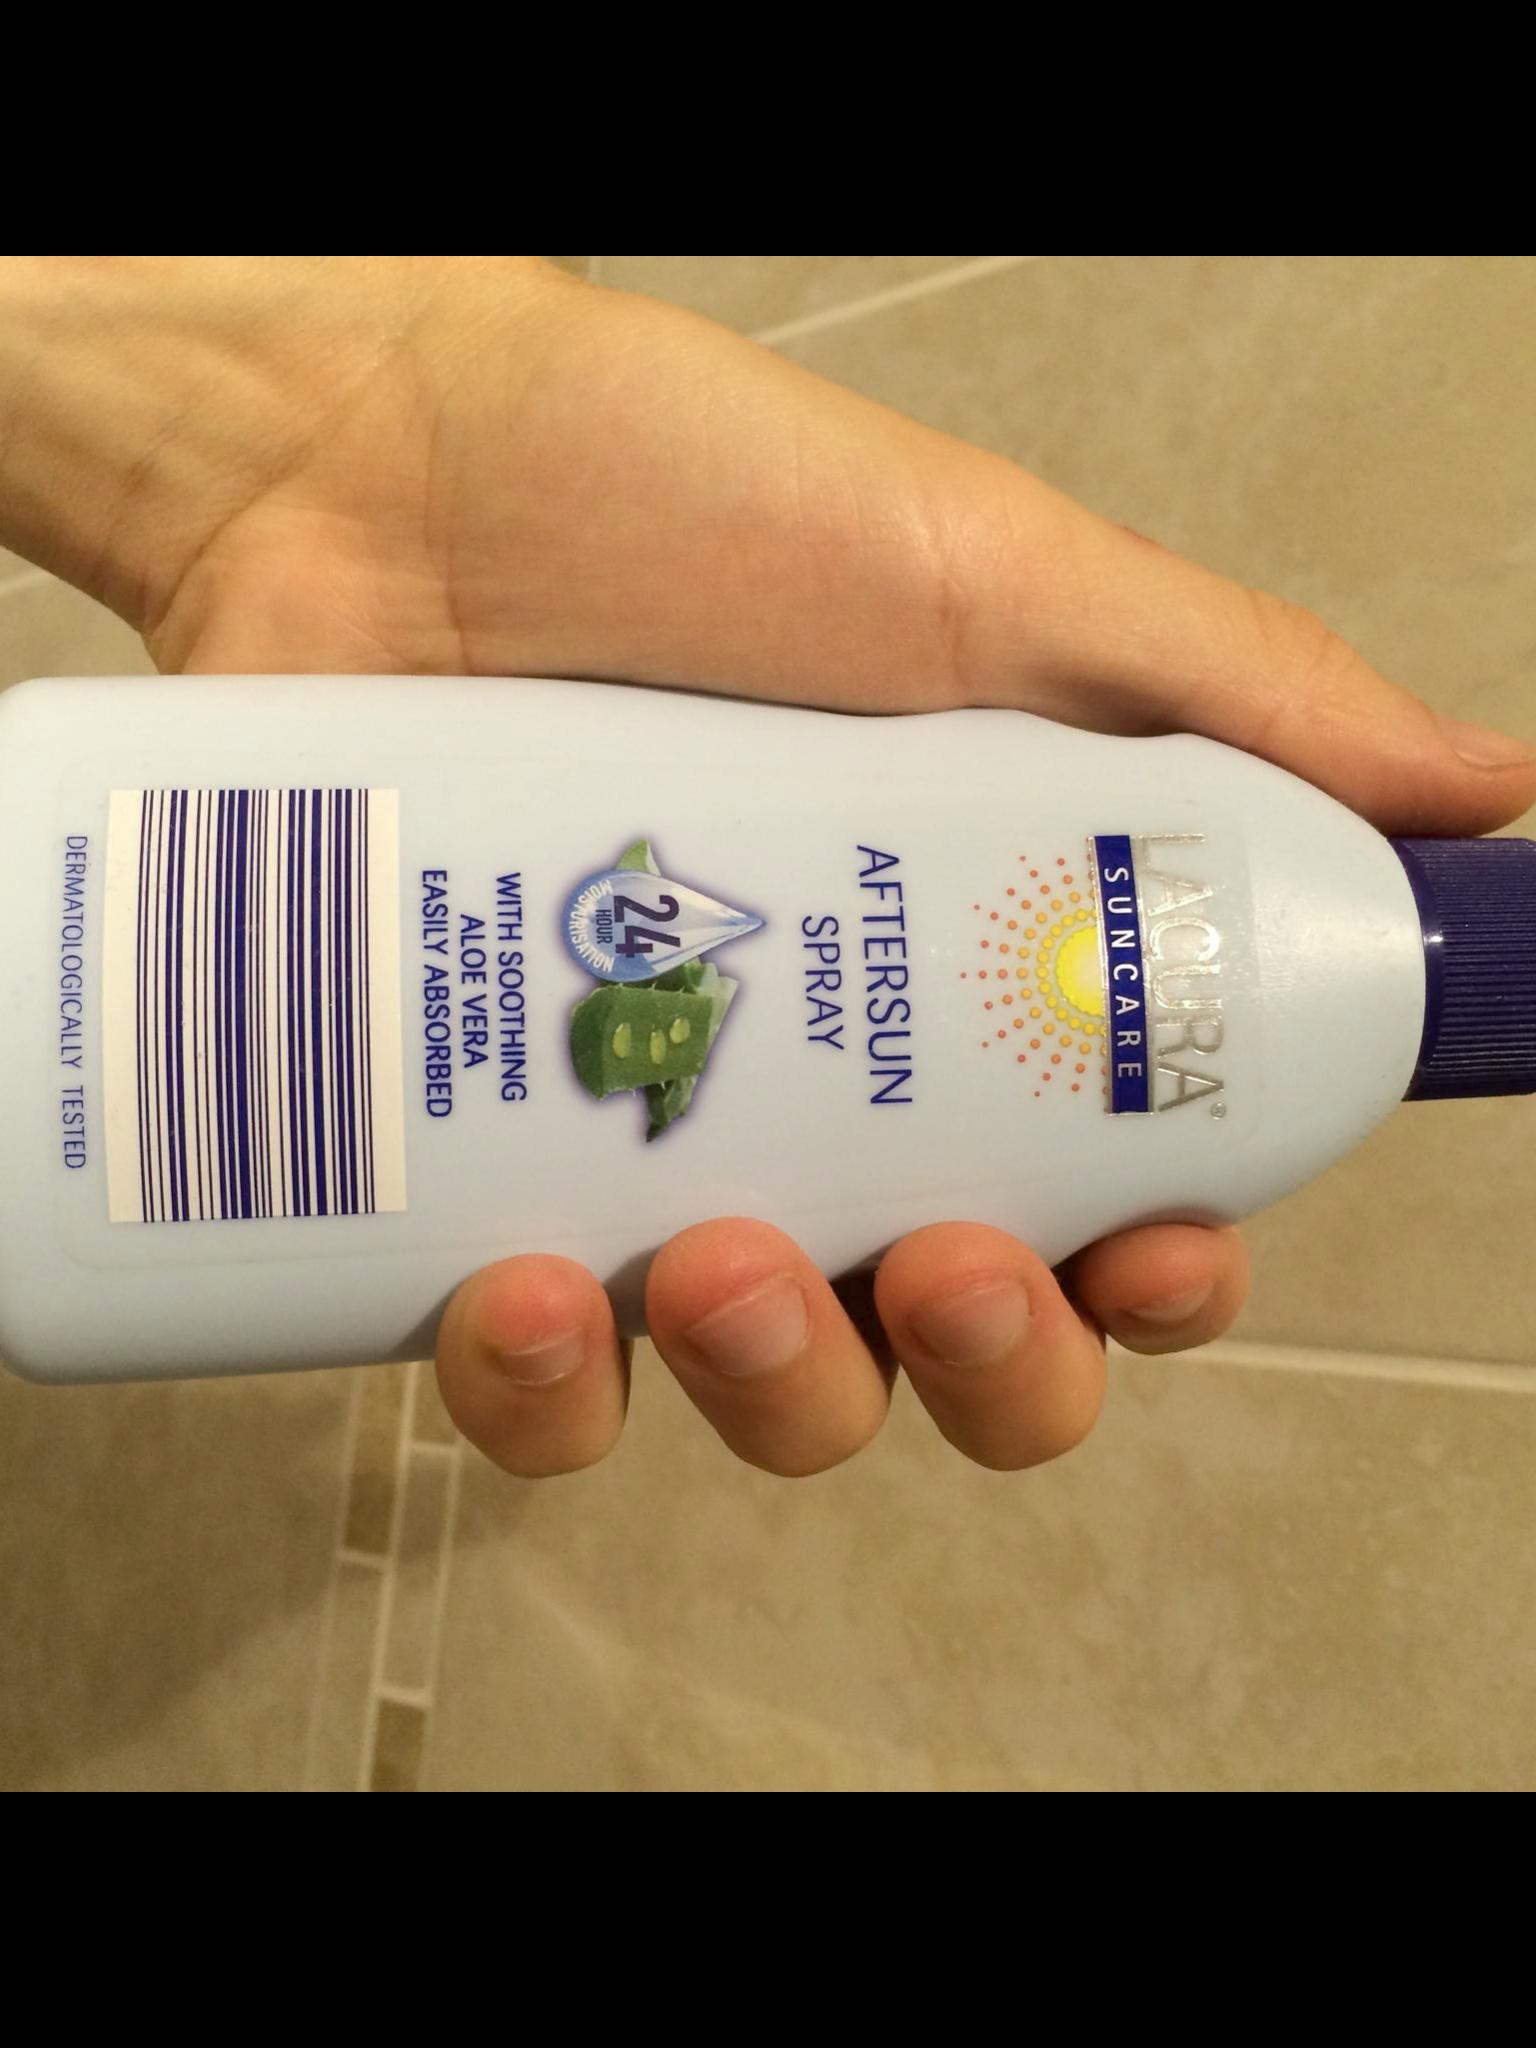 LACURA®
SUNCARE
AFTERSUN
SPRAY
24
HOUR
MOISTURISATION
WITH SOOTHING
ALOE VERA
EASILY ABSORBED
DERMATOLOGICALLY TESTED